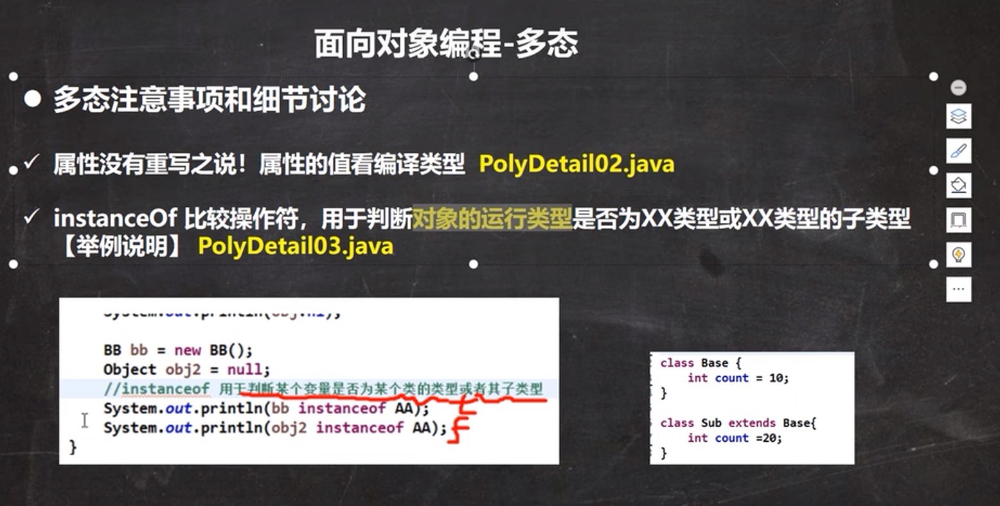 面向对象编程-多态
多态注意事项和细节讨论
属性没有重写之说！属性的值看编译类型 PolyDetail02.java
instanceOf 比较操作符，用于判断对象的运行类型是否为XX类型或XX类型的子类型
【举例说明】 PolyDetail03.java
System.out.println(obj.n1);
BB bb = new BB();
Object obj2 = null;
//instanceof 用于判断某个变量是否为某个类的类型或者其子类型
System.out.println(bb instanceof AA); t
System.out.println(obj2 instanceof AA); F
}
class Base {
int count = 10;
}
class Sub extends Base{
int count =20;
}